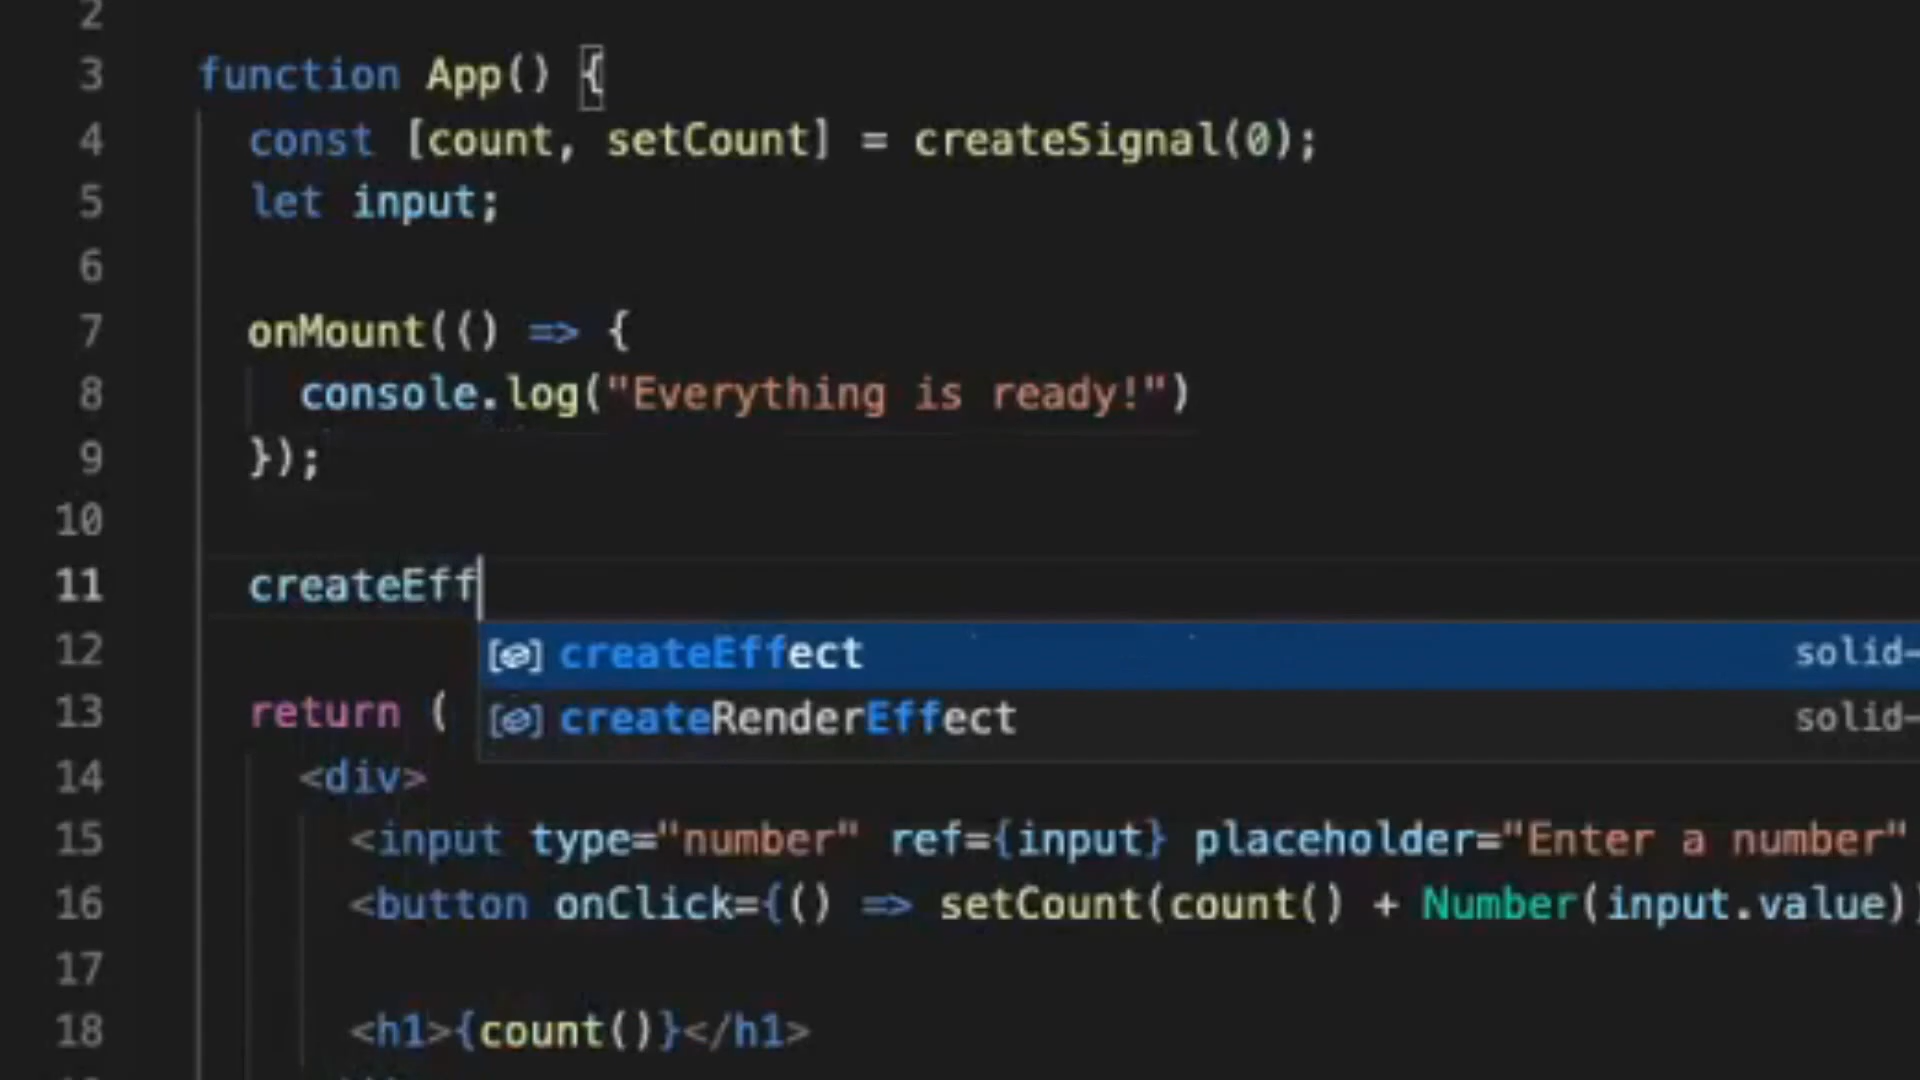 2
3 function App() {
4 const [count, setCount] = createSignal(0);
5 let input;
6
7 onMount(() => {
8 console.log("Everything is ready!")
9 });
10
11 createEff
12 createEffect solid-
13 return ( createRenderEffect solid-
14 <div>
15 <input type="number" ref={input} placeholder="Enter a number"
16 <button onClick={() => setCount(count() + Number(input.value))
17
18 <h1>{count()}</h1>